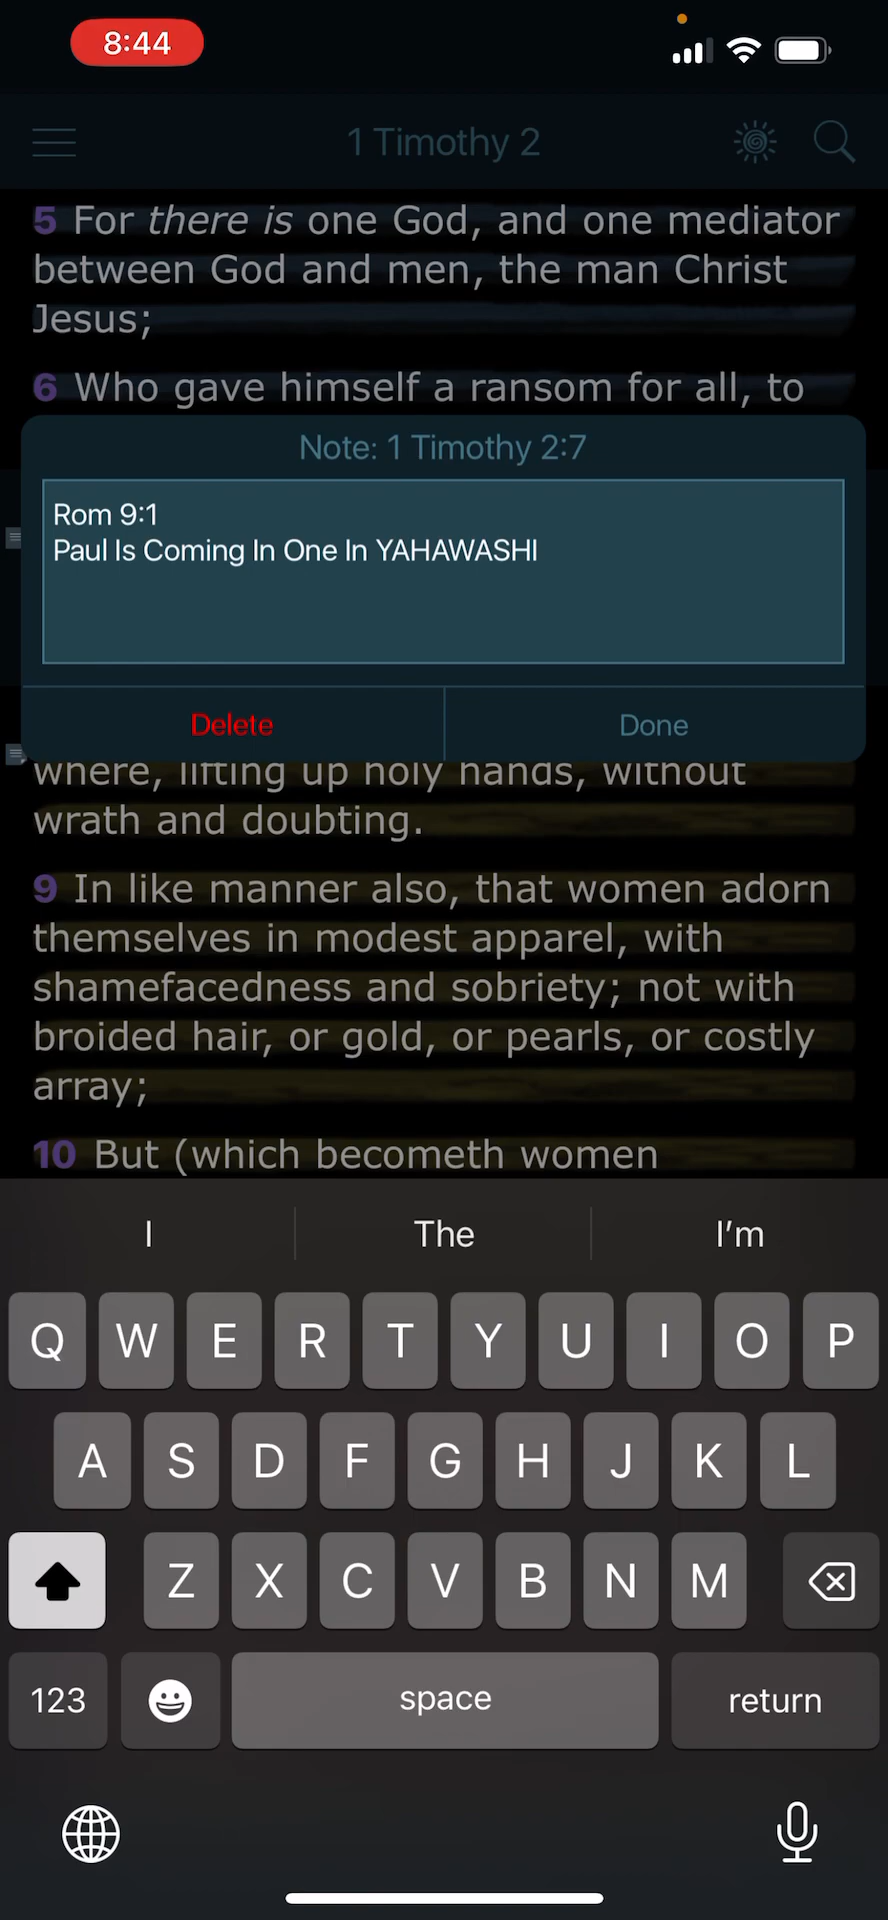 8:44
1 Timothy 2
5 For there is one God, and one mediator
between God and men, the man Christ
Jesus;
6 Who gave himself a ransom for all, to
Note: 1 Timothy 2:7
Rom 9:1
Paul Is Coming In One In YAHAWASHI
Delete
Done
where, lifting up holy hands, without
wrath and doubting.
9 In like manner also, that women adorn
themselves in modest apparel, with
shamefacedness and sobriety; not with
broided hair, or gold, or pearls, or costly
array;
10 But (which becometh women
I The I'm
Q W E R T Y U I O P
A S D F G H J K L
Z X C V B N M
123 space return